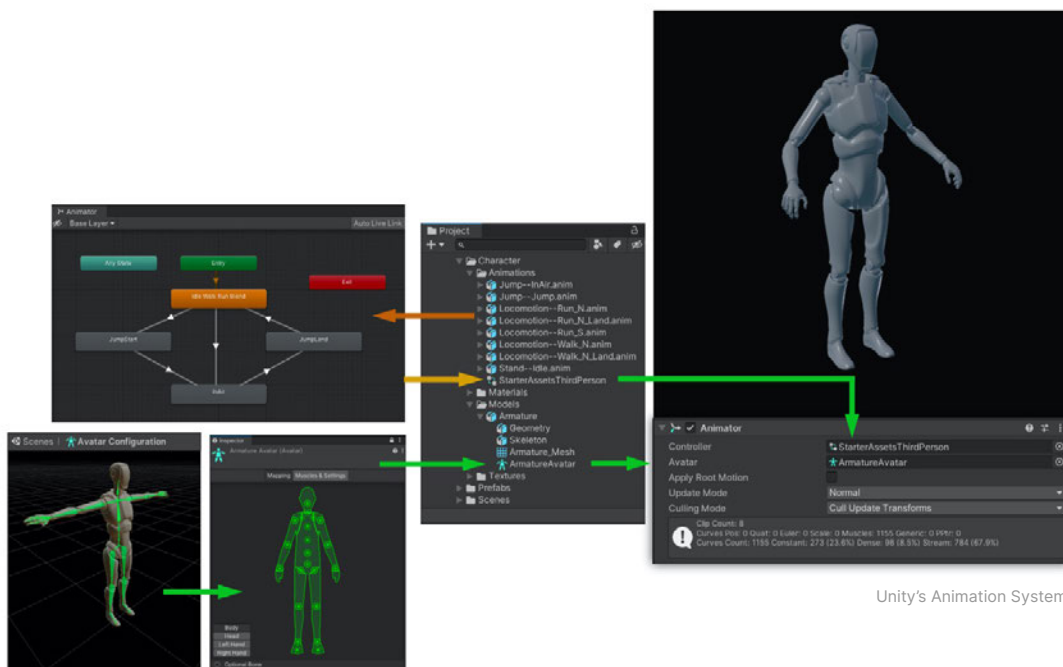 Animator
Base Layer
Auto Live Link
Any State
Entry
Exit
Idle Walk Run Blend
JumpStart
JumpLand
InAir
Project
Character
Animations
Jump--InAir.anim
Jump--Jump.anim
Locomotion--Run_N.anim
Locomotion--Run_N_Land.anim
Locomotion--Run_S.anim
Locomotion--Walk_N.anim
Locomotion--Walk_N_Land.anim
Stand--Idle.anim
StarterAssetsThirdPerson
Materials
Models
Armature
Geometry
Skeleton
Armature_Mesh
ArmatureAvatar
Textures
Prefabs
Scenes
Scenes | Avatar Configuration
Inspector
Armature Avatar (Avatar)
Mapping Muscles & Settings
Body
Head
Left Hand
Right Hand
Optional Bone
Animator
Controller StarterAssetsThirdPerson
Avatar ArmatureAvatar
Apply Root Motion
Update Mode Normal
Culling Mode Cull Update Transforms
Clip Count: 8
Curves Pos: 0 Quat: 0 Euler: 0 Scale: 0 Muscles: 1155 Generic: 0 PPtr: 0
Curves Count: 1155 Constant: 273 (23.6%) Dense: 98 (8.5%) Stream: 784 (67.9%)
Unity's Animation System